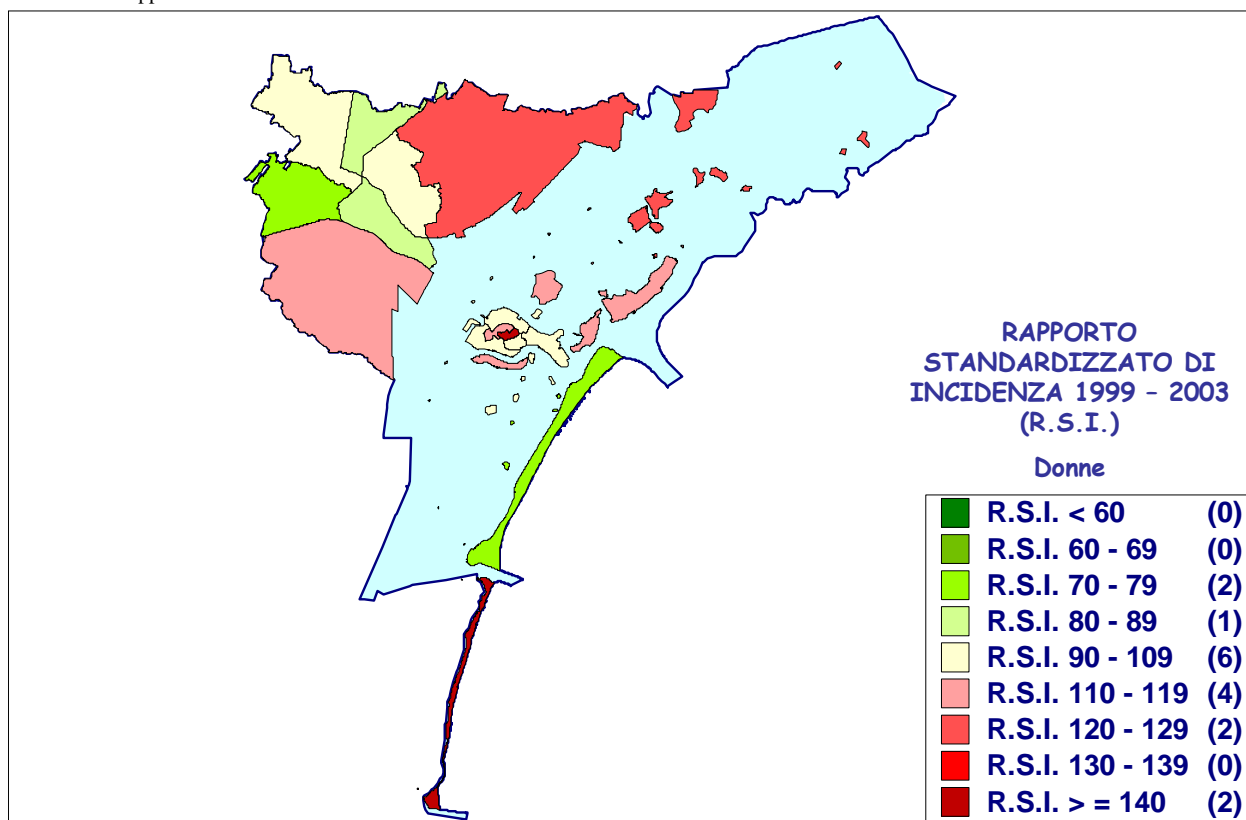 RAPPORTO
STANDARDIZZATO DI
INCIDENZA 1999 – 2003
(R.S.I.)
Donne
R.S.I. < 60 (0)
R.S.I. 60 - 69 (0)
R.S.I. 70 - 79 (2)
R.S.I. 80 - 89 (1)
R.S.I. 90 - 109 (6)
R.S.I. 110 - 119 (4)
R.S.I. 120 - 129 (2)
R.S.I. 130 - 139 (0)
R.S.I. > = 140 (2)